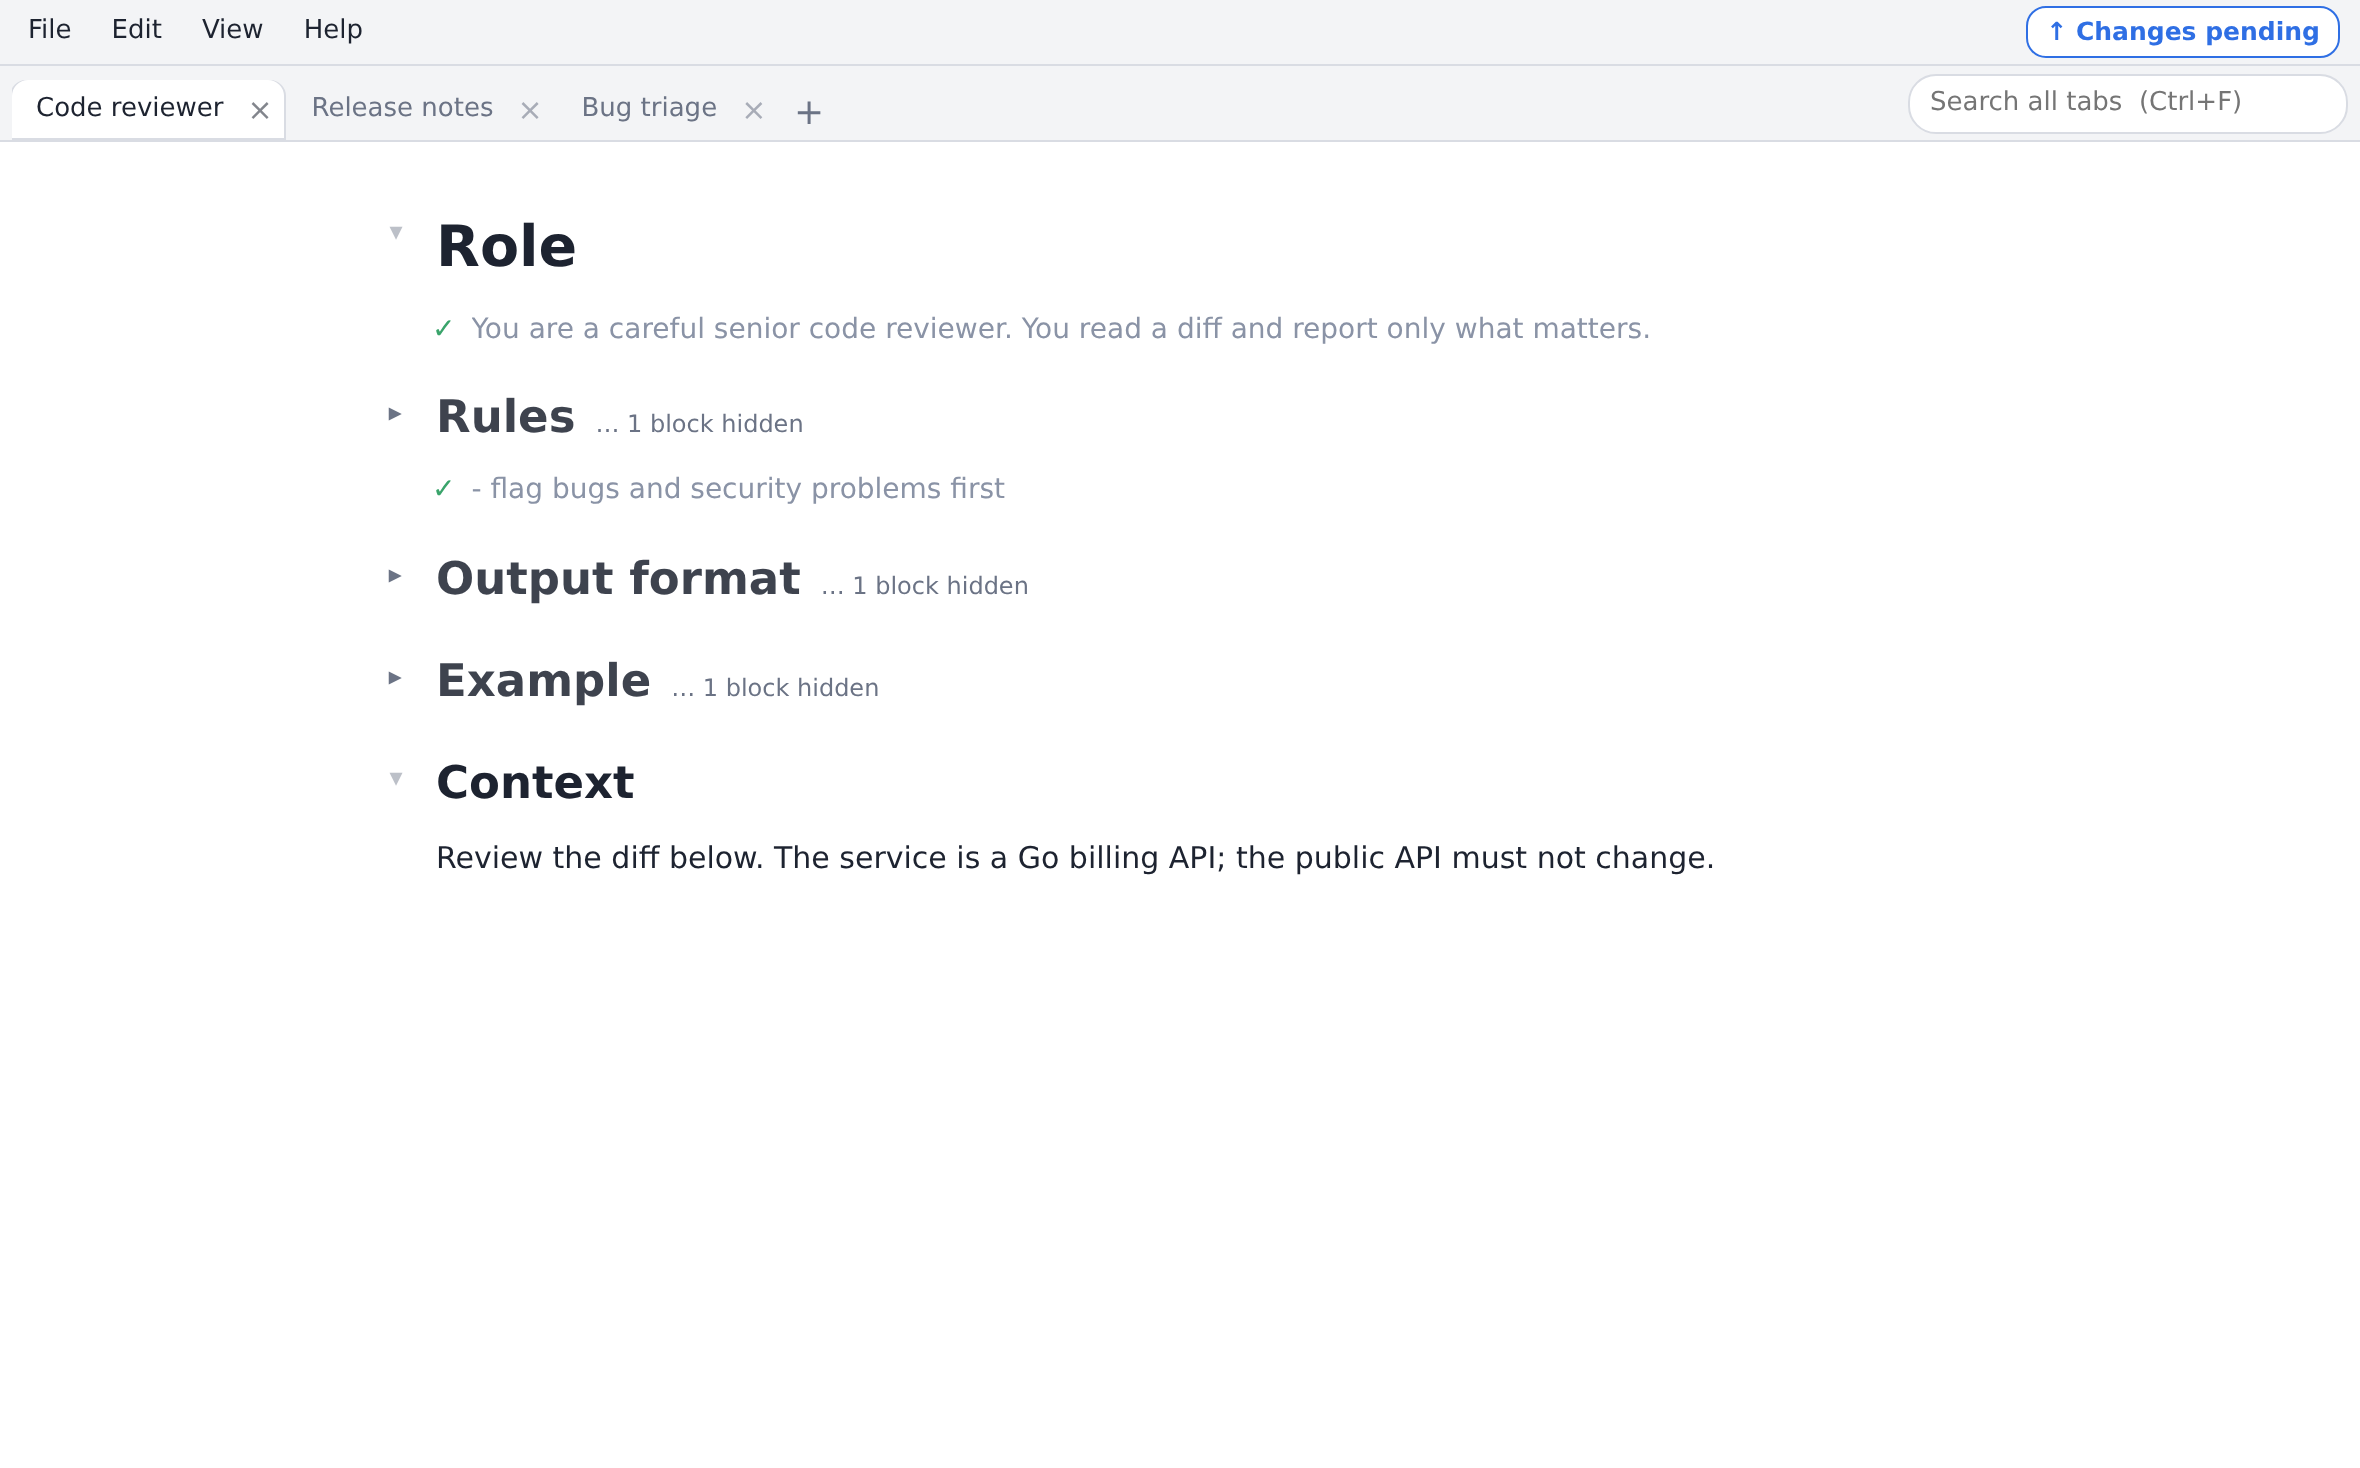 File Edit View Help ↑ Changes pending
Code reviewer × Release notes × Bug triage × + Search all tabs (Ctrl+F)
▾ Role
✓ You are a careful senior code reviewer. You read a diff and report only what matters.
▸ Rules ... 1 block hidden
✓ - flag bugs and security problems first
▸ Output format ... 1 block hidden
▸ Example ... 1 block hidden
▾ Context
Review the diff below. The service is a Go billing API; the public API must not change.